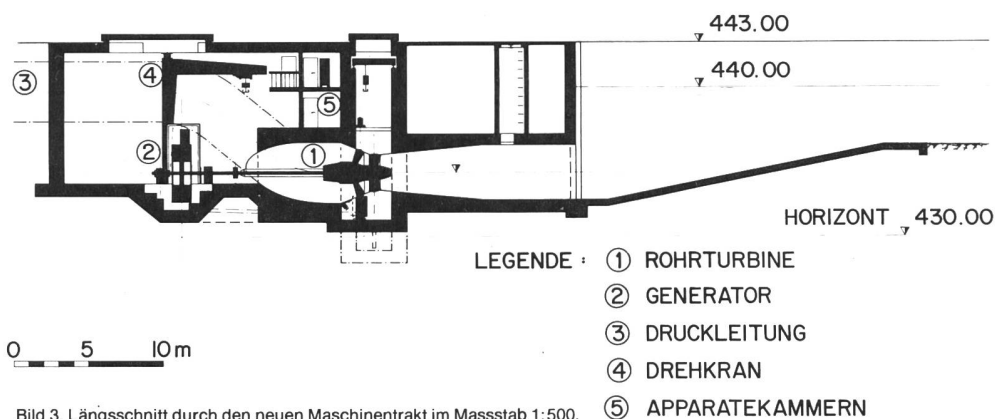 443.00
440.00
③
④
⑤
②
①
HORIZONT 430.00
LEGENDE : ① ROHRTURBINE
② GENERATOR
③ DRUCKLEITUNG
④ DREHKRAN
⑤ APPARATEKAMMERN
0 5 10 m
Bild 3. Längsschnitt durch den neuen Maschinentrakt im Massstab 1:500.